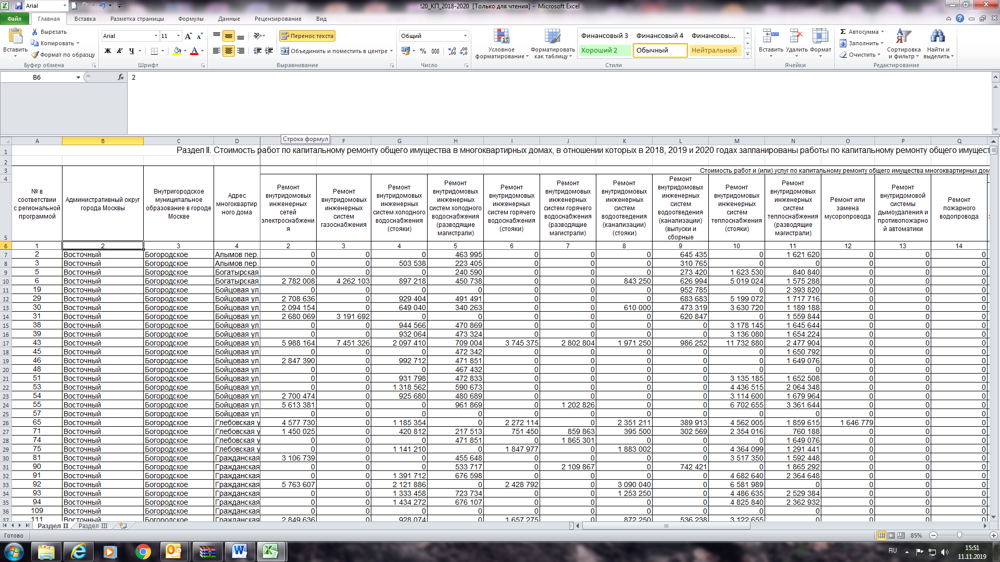 Arial
!20_КП_2018-2020 [Только для чтения] - Microsoft Excel
Файл Главная Вставка Разметка страницы Формулы Данные Рецензирование Вид
Вставить
Вырезать
Копировать
Формат по образцу
Буфер обмена
Arial 11
Ж К Ч
Шрифт
Перенос текста
Объединить и поместить в центре
Выравнивание
Общий
% 000
Число
Условное форматирование
Форматировать как таблицу
Финансовый 3 Финансовый 4 Финансовы...
Хороший 2 Обычный Нейтральный
Стили
Вставить Удалить Формат
Ячейки
Автосумма
Заполнить
Очистить
Сортировка и фильтр
Найти и выделить
Редактирование
B6 fx 2
Строка формул
A B C D F G H I J K L M N O P Q
1 Раздел II. Стоимость работ по капитальному ремонту общего имущества в многоквартирных домах, в отношении которых в 2018, 2019 и 2020 годах запланированы работы по капитальному ремонту общего имущест
2
3 Стоимость работ и (или) услуг по капитальному ремонту общего имущества многоквартирных дом
4
5
№ в соответствии с региональной программой
Административный округ города Москвы
Внутригородское муниципальное образование в городе Москве
Адрес многоквартирного дома
Ремонт внутридомовых инженерных сетей электроснабжения
Ремонт внутридомовых инженерных систем газоснабжения
Ремонт внутридомовых инженерных систем холодного водоснабжения (стояки)
Ремонт внутридомовых инженерных систем холодного водоснабжения (разводящие магистрали)
Ремонт внутридомовых инженерных систем горячего водоснабжения (стояки)
Ремонт внутридомовых инженерных систем горячего водоснабжения (разводящие магистрали)
Ремонт внутридомовых инженерных систем водоотведения (канализации) (стояки)
Ремонт внутридомовых инженерных систем водоотведения (канализации) (выпуски и сборные
Ремонт внутридомовых инженерных систем теплоснабжения (стояки)
Ремонт внутридомовых инженерных систем теплоснабжения (разводящие магистрали)
Ремонт или замена мусоропровода
Ремонт внутридомовой системы дымоудаления и противопожарной автоматики
Ремонт пожарного водопровода
6 1 2 3 4 2 3 4 5 6 7 8 9 10 11 12 13 14
7 2 Восточный Богородское Алымов пер. 0 0 0 463 995 0 0 0 645 435 0 1 621 620 0 0 0
8 3 Восточный Богородское Алымов пер. 0 0 503 538 223 405 0 0 0 310 765 0 0 0 0 0
9 5 Восточный Богородское Богатырская 0 0 0 240 590 0 0 0 273 420 1 623 530 840 840 0 0 0
10 6 Восточный Богородское Богатырская 2 782 008 4 262 103 897 218 450 738 0 0 843 250 626 994 5 019 024 1 575 288 0 0 0
11 19 Восточный Богородское Бойцовая ул. 0 0 0 0 0 0 0 952 785 0 2 393 820 0 0 0
12 29 Восточный Богородское Бойцовая ул. 2 708 636 0 929 404 491 491 0 0 0 683 683 5 199 072 1 717 716 0 0 0
13 30 Восточный Богородское Бойцовая ул. 2 094 154 0 649 040 340 263 0 0 610 000 473 319 3 630 720 1 189 188 0 0 0
14 31 Восточный Богородское Бойцовая ул. 2 680 069 3 191 692 0 0 0 0 0 620 847 0 1 559 844 0 0 0
15 38 Восточный Богородское Бойцовая ул. 0 0 944 566 470 869 0 0 0 0 3 178 145 1 645 644 0 0 0
16 39 Восточный Богородское Бойцовая ул. 0 0 932 064 473 324 0 0 0 0 3 136 080 1 654 224 0 0 0
17 43 Восточный Богородское Бойцовая ул. 5 988 164 7 451 326 2 097 410 709 004 3 745 375 2 802 804 1 971 250 986 252 11 732 880 2 477 904 0 0 0
18 45 Восточный Богородское Бойцовая ул. 0 0 0 472 342 0 0 0 0 0 1 650 792 0 0 0
19 46 Восточный Богородское Бойцовая ул. 2 847 390 0 992 712 471 851 0 0 0 0 0 1 649 076 0 0 0
20 48 Восточный Богородское Бойцовая ул. 0 0 0 467 432 0 0 0 0 0 0 0 0 0
21 51 Восточный Богородское Бойцовая ул. 0 0 931 798 472 833 0 0 0 0 3 135 185 1 652 508 0 0 0
22 53 Восточный Богородское Бойцовая ул. 0 0 1 318 562 590 673 0 0 0 0 4 436 515 2 064 348 0 0 0
23 54 Восточный Богородское Бойцовая ул. 2 700 474 0 925 680 480 689 0 0 0 0 3 114 600 1 679 964 0 0 0
24 55 Восточный Богородское Бойцовая ул. 5 613 381 0 0 961 869 0 1 202 826 0 0 6 702 655 3 361 644 0 0 0
25 57 Восточный Богородское Бойцовая ул. 0 0 0 0 0 0 0 0 0 0 0 0 0
26 65 Восточный Богородское Глебовская у 4 577 730 0 1 185 354 0 2 272 114 0 2 351 211 389 913 4 562 005 1 859 615 1 646 779 0 0
27 71 Восточный Богородское Глебовская у 1 450 025 0 420 812 217 513 751 450 859 863 395 500 302 569 2 354 016 760 188 0 0 0
28 74 Восточный Богородское Глебовская у 0 0 0 471 851 0 1 865 301 0 0 0 1 649 076 0 0 0
29 75 Восточный Богородское Глебовская у 0 0 1 141 210 0 1 847 977 0 1 883 002 0 4 364 099 1 291 441 0 0 0
30 81 Восточный Богородское Гражданская 3 106 739 0 0 455 648 0 0 0 0 3 517 350 1 592 448 0 0 0
31 90 Восточный Богородское Гражданская 0 0 0 533 717 0 2 109 867 0 742 421 0 1 865 292 0 0 0
32 91 Восточный Богородское Гражданская 0 0 1 391 712 676 598 0 0 0 0 4 682 640 2 364 648 0 0 0
33 92 Восточный Богородское Гражданская 5 763 607 0 2 121 886 0 2 428 792 0 3 090 040 0 6 581 989 0 0 0 0
34 93 Восточный Богородское Гражданская 0 0 1 333 458 723 734 0 0 1 253 250 0 4 486 635 2 529 384 0 0 0
35 94 Восточный Богородское Гражданская 0 0 1 434 272 676 107 0 0 0 0 4 825 840 2 362 932 0 0 0
36 109 Восточный Богородское Гражданская 0 0 0 0 0 0 0 0 0 0 0 0 0
37 111 Восточный Богородское Гражданская 2 849 636 0 928 074 0 1 657 275 0 872 250 536 238 3 122 655 0 0 0 0
Раздел II Раздел III
Готово 85%
RU 15:51
11.11.2019